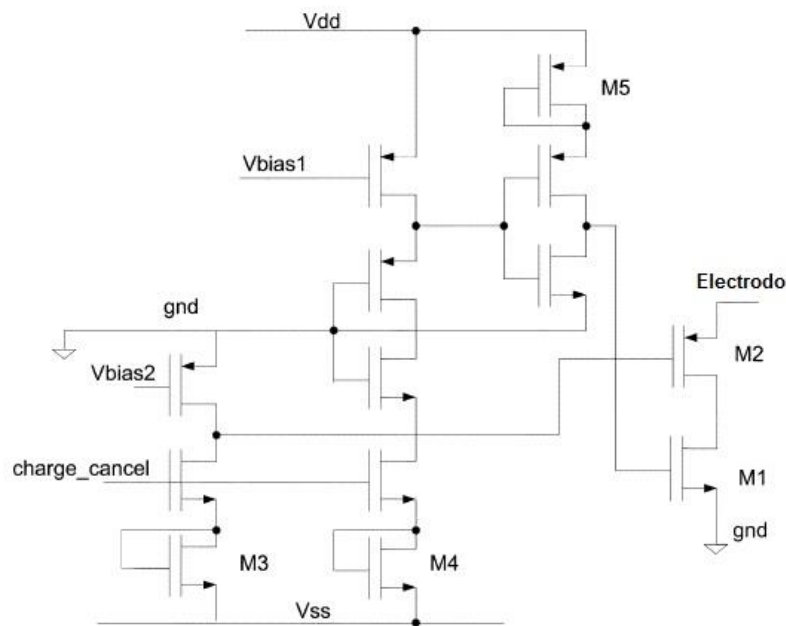 Vdd
M5
Vbias1
Electrodo
gnd
M2
Vbias2
charge_cancel
M1
gnd
M3
M4
Vss